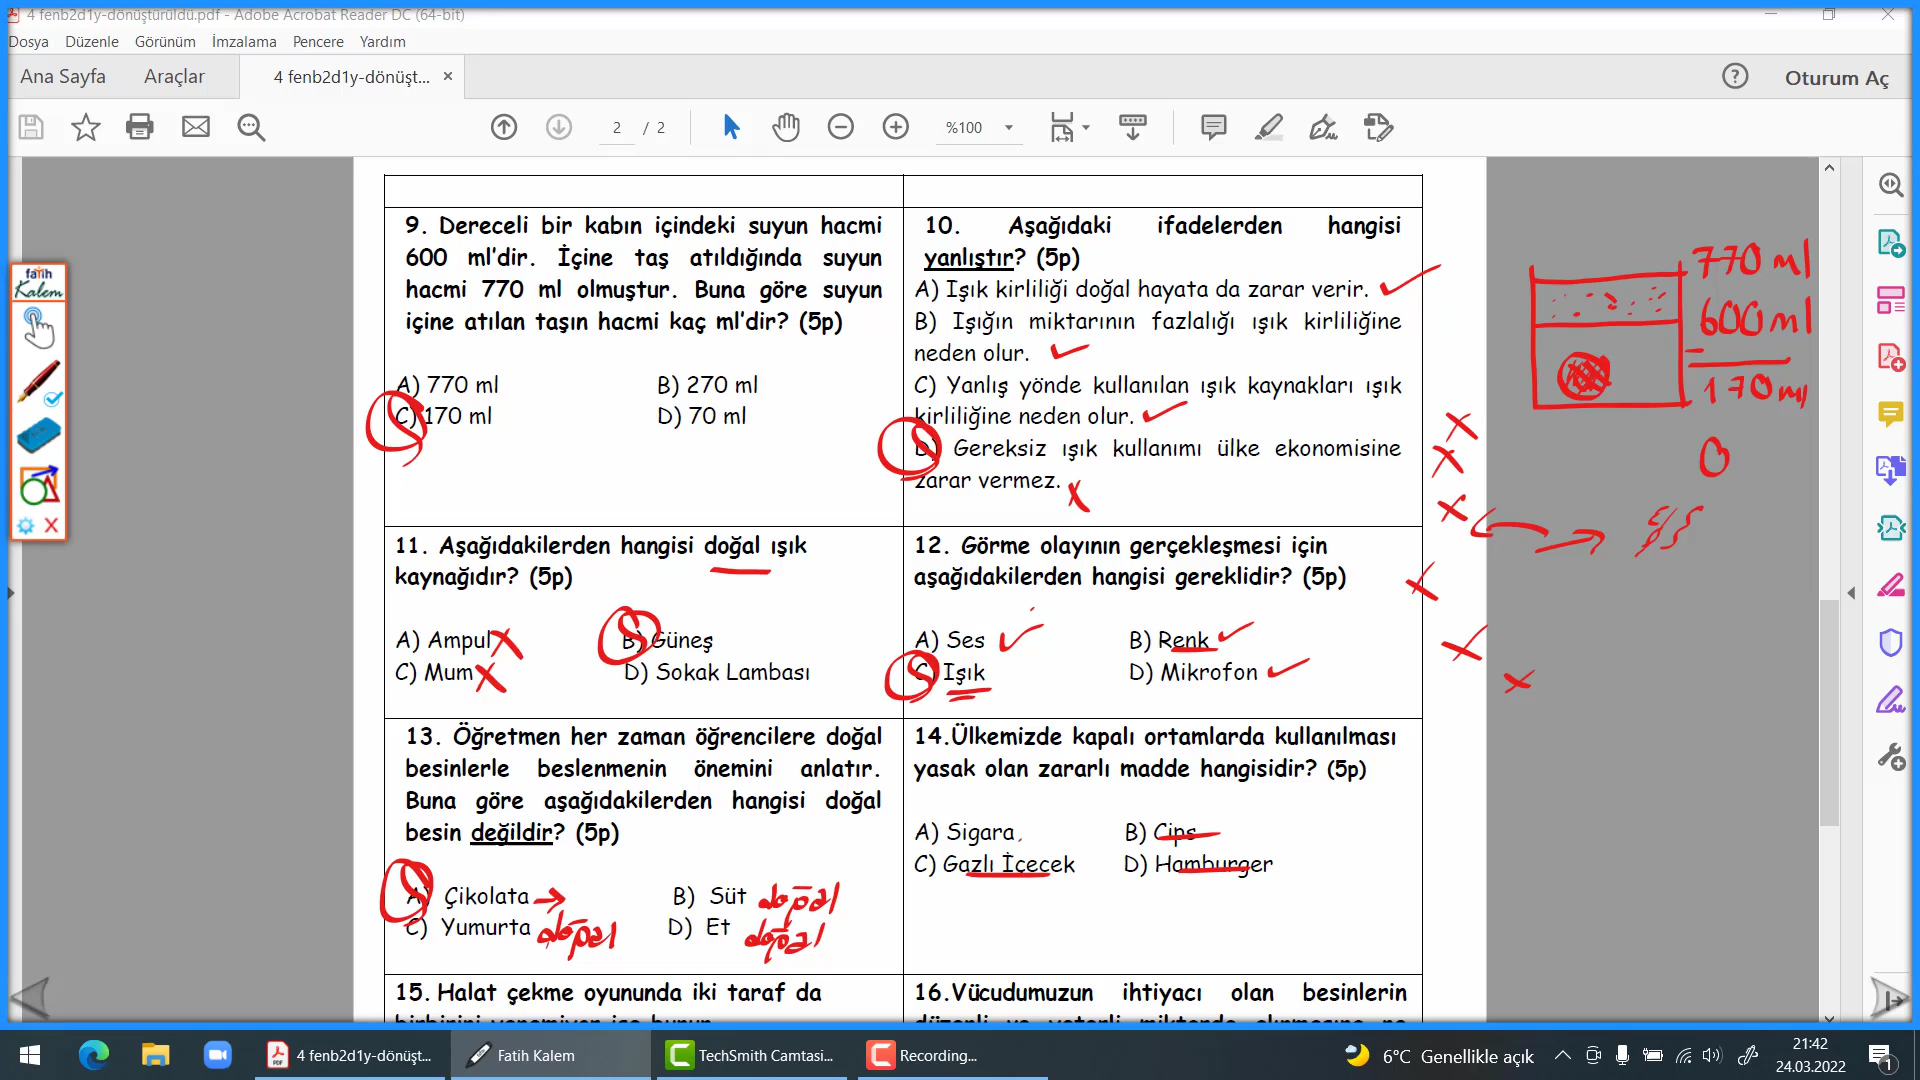 4 fenb2d1y-dönüştürüldü.pdf - Adobe Acrobat Reader DC (64-bit)
Dosya Düzenle Görünüm İmzalama Pencere Yardım
Ana Sayfa Araçlar 4 fenb2d1y-dönüşt... × Oturum Aç
2 / 2 %100
fatih
Kalem
9. Dereceli bir kabın içindeki suyun hacmi
600 ml'dir. İçine taş atıldığında suyun
hacmi 770 ml olmuştur. Buna göre suyun
içine atılan taşın hacmi kaç ml'dir? (5p)
A) 770 ml B) 270 ml
C) 170 ml D) 70 ml
10. Aşağıdaki ifadelerden hangisi
yanlıştır? (5p)
A) Işık kirliliği doğal hayata da zarar verir.
B) Işığın miktarının fazlalığı ışık kirliliğine
neden olur.
C) Yanlış yönde kullanılan ışık kaynakları ışık
kirliliğine neden olur.
D) Gereksiz ışık kullanımı ülke ekonomisine
zarar vermez.
770 ml
600 ml
170 ml
0
11. Aşağıdakilerden hangisi doğal ışık
kaynağıdır? (5p)
A) Ampul B) Güneş
C) Mum D) Sokak Lambası
12. Görme olayının gerçekleşmesi için
aşağıdakilerden hangisi gereklidir? (5p)
A) Ses B) Renk
C) Işık D) Mikrofon
13. Öğretmen her zaman öğrencilere doğal
besinlerle beslenmenin önemini anlatır.
Buna göre aşağıdakilerden hangisi doğal
besin değildir? (5p)
A) Çikolata B) Süt doğal
C) Yumurta doğal D) Et doğal
14.Ülkemizde kapalı ortamlarda kullanılması
yasak olan zararlı madde hangisidir? (5p)
A) Sigara B) Cips
C) Gazlı İçecek D) Hamburger
15. Halat çekme oyununda iki taraf da
16.Vücudumuzun ihtiyacı olan besinlerin
4 fenb2d1y-dönüşt... Fatih Kalem TechSmith Camtasi... Recording...
6°C Genellikle açık
21:42
24.03.2022
1